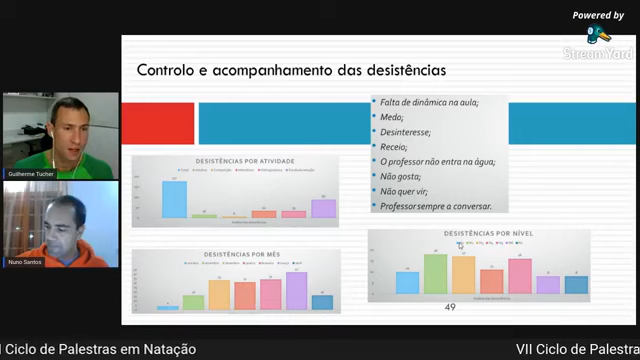 Powered by
StreamYard
Controlo e acompanhamento das desistências
Falta de dinâmica na aula;
Medo;
Desinteresse;
Receio;
O professor não entra na água;
Não gosta;
Não quer vir;
Professor sempre a conversar.
DESISTÊNCIAS POR ATIVIDADE
DESISTÊNCIAS POR NÍVEL
DESISTÊNCIAS POR MÊS
49
Guilherme Tucher
Nuno Santos
I Ciclo de Palestras em Natação
VII Ciclo de Palestra